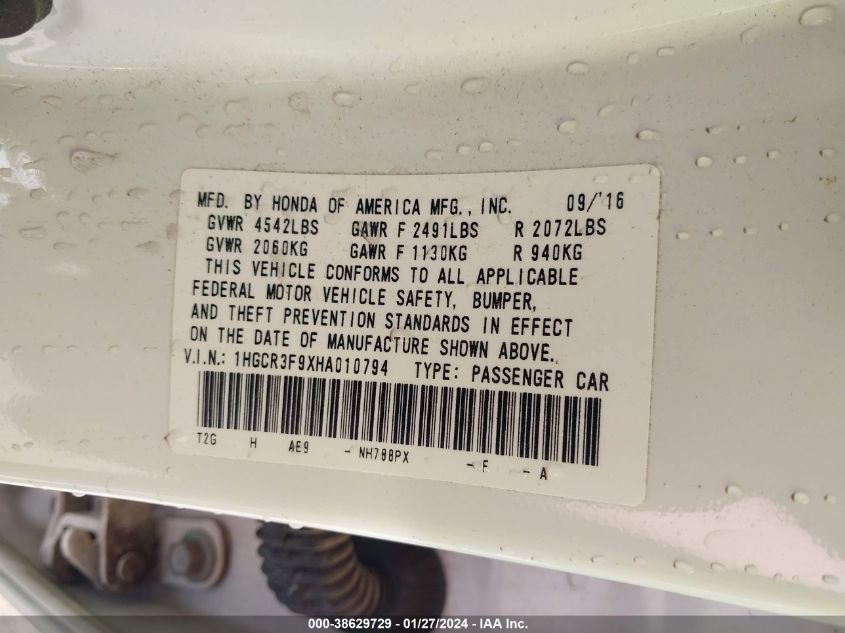 MFD. BY HONDA OF AMERICA MFG., INC. 09/'16
GVWR 4542LBS GAWR F 2491LBS R 2072LBS
GVWR 2060KG GAWR F 1130KG R 940KG
THIS VEHICLE CONFORMS TO ALL APPLICABLE
FEDERAL MOTOR VEHICLE SAFETY, BUMPER,
AND THEFT PREVENTION STANDARDS IN EFFECT
ON THE DATE OF MANUFACTURE SHOWN ABOVE.
V.I.N.: 1HGCR3F9XHA010794 TYPE: PASSENGER CAR
T2G H AE9 - NH788PX - F - A
000-38629729 - 01/27/2024 - IAA Inc.